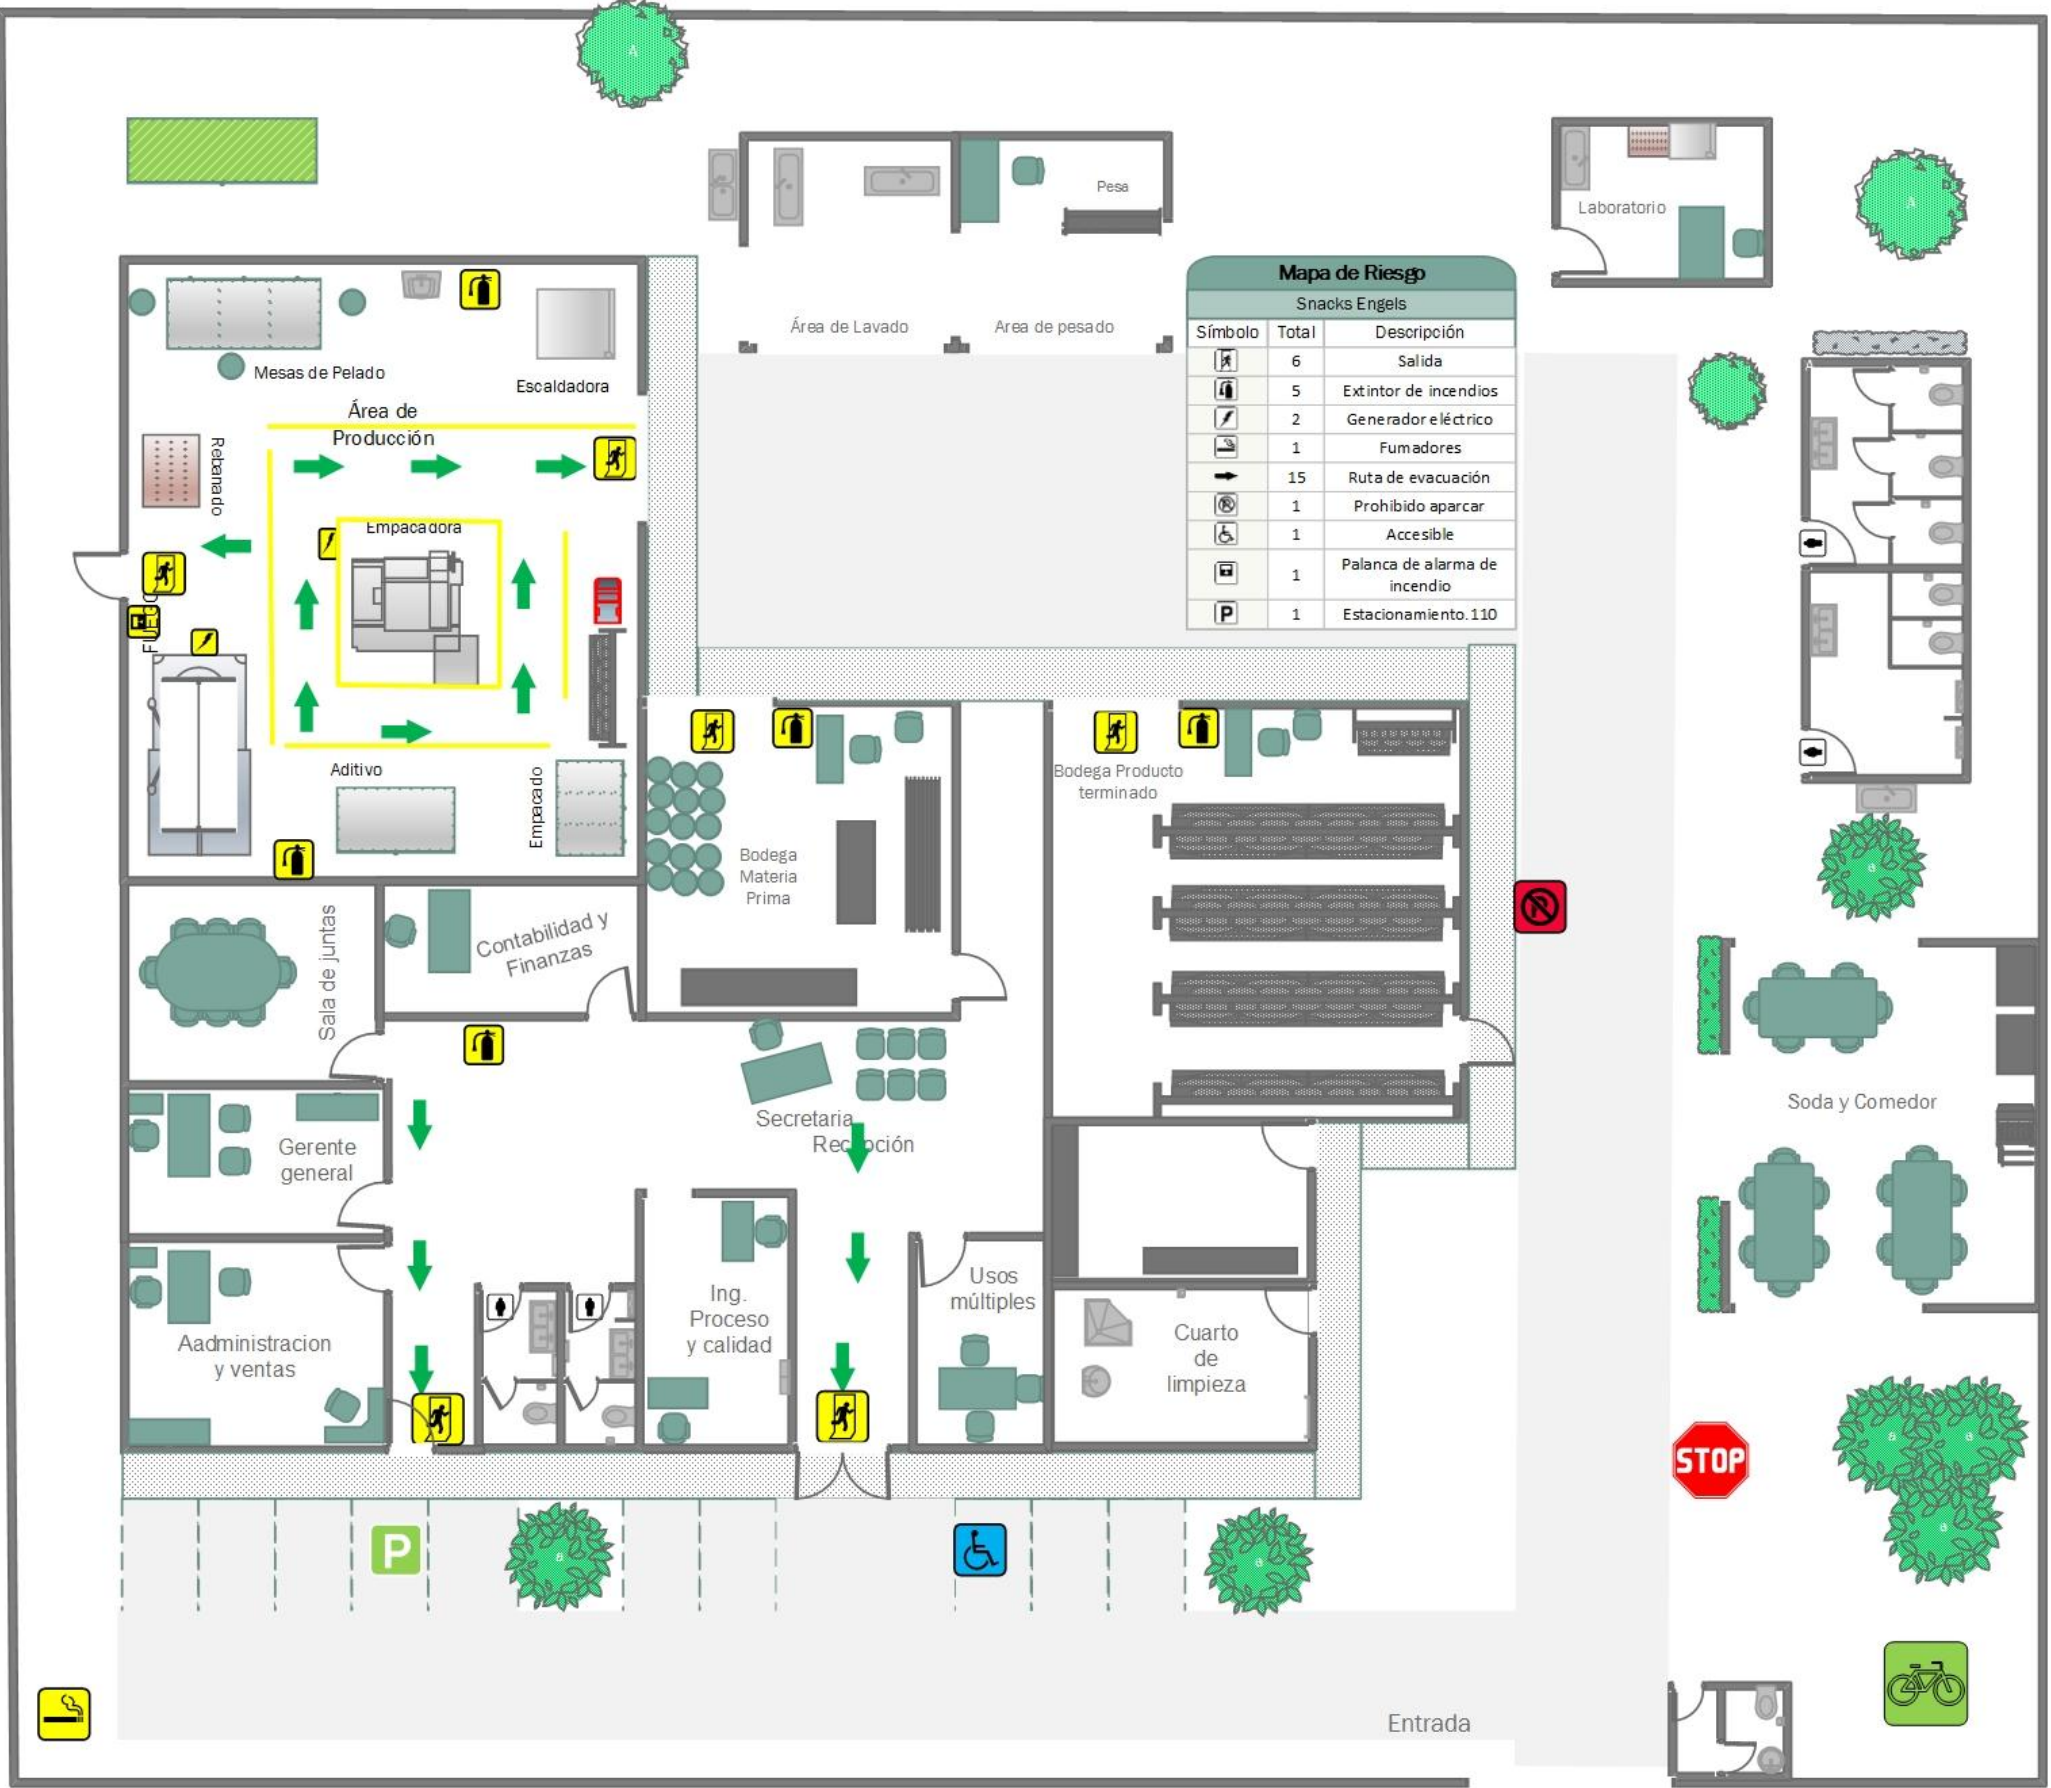 Pesa
Laboratorio
Área de Lavado
Area de pesado
Mapa de Riesgo
Snacks Engels
Símbolo Total Descripción
6 Salida
5 Extintor de incendios
2 Generador eléctrico
1 Fumadores
15 Ruta de evacuación
1 Prohibido aparcar
1 Accesible
1 Palanca de alarma de
incendio
P 1 Estacionamiento.110
Mesas de Pelado
Escaldadora
Área de
Producción
Rebanado
Empacadora
Aditivo
Empacado
Bodega
Materia
Prima
Bodega Producto
terminado
Sala de juntas
Contabilidad y
Finanzas
Secretaria
Recepción
Soda y Comedor
Gerente
general
Aadministracion
y ventas
Ing.
Proceso
y calidad
Usos
múltiples
Cuarto
de
limpieza
STOP
P
Entrada